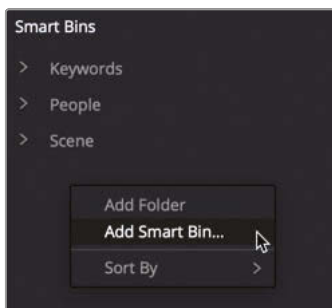 Smart Bins
Keywords
People
Scene
Add Folder
Add Smart Bin...
Sort By